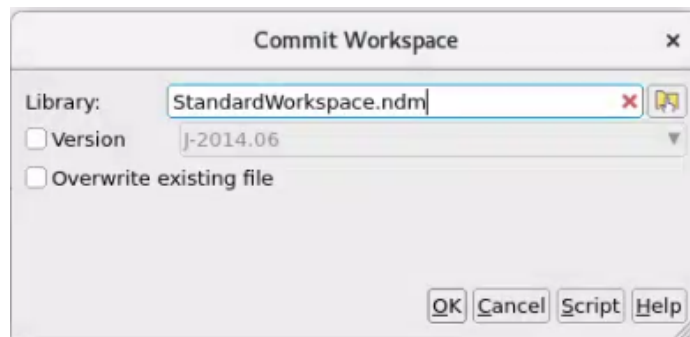 Commit Workspace
Library: StandardWorkspace.ndm
Version J-2014.06
Overwrite existing file
OK Cancel Script Help